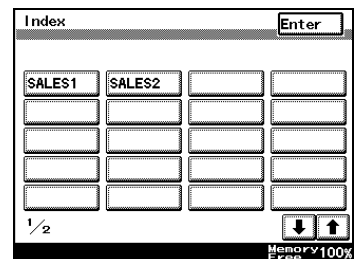 Index Enter
SALES1 SALES2
1/2
Memory 100%
Free